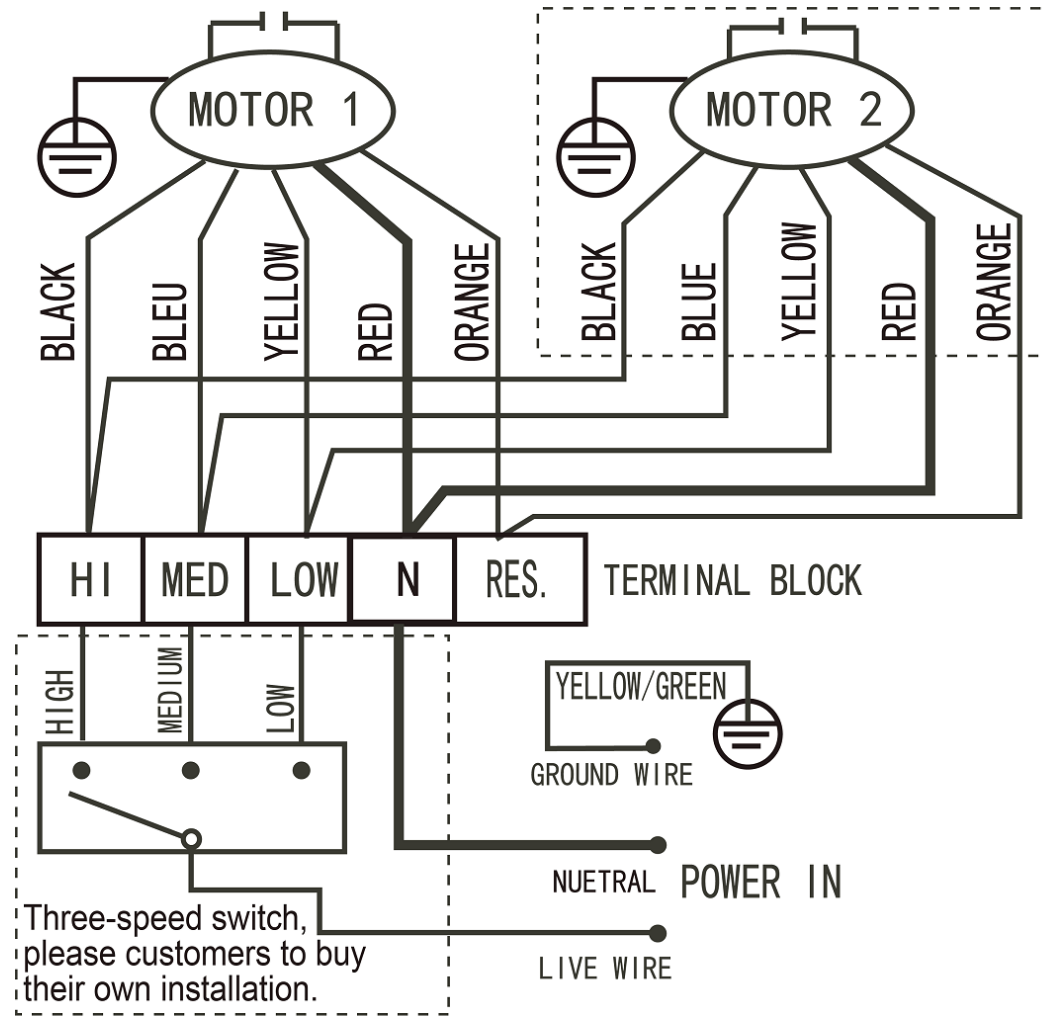 MOTOR 1
MOTOR 2
BLACK
BLEU
YELLOW
RED
ORANGE
BLACK
BLUE
YELLOW
RED
ORANGE
HI
MED
LOW
N
RES.
TERMINAL BLOCK
HIGH
MEDIUM
LOW
YELLOW/GREEN
GROUND WIRE
NUETRAL
POWER IN
LIVE WIRE
Three-speed switch,
please customers to buy
their own installation.